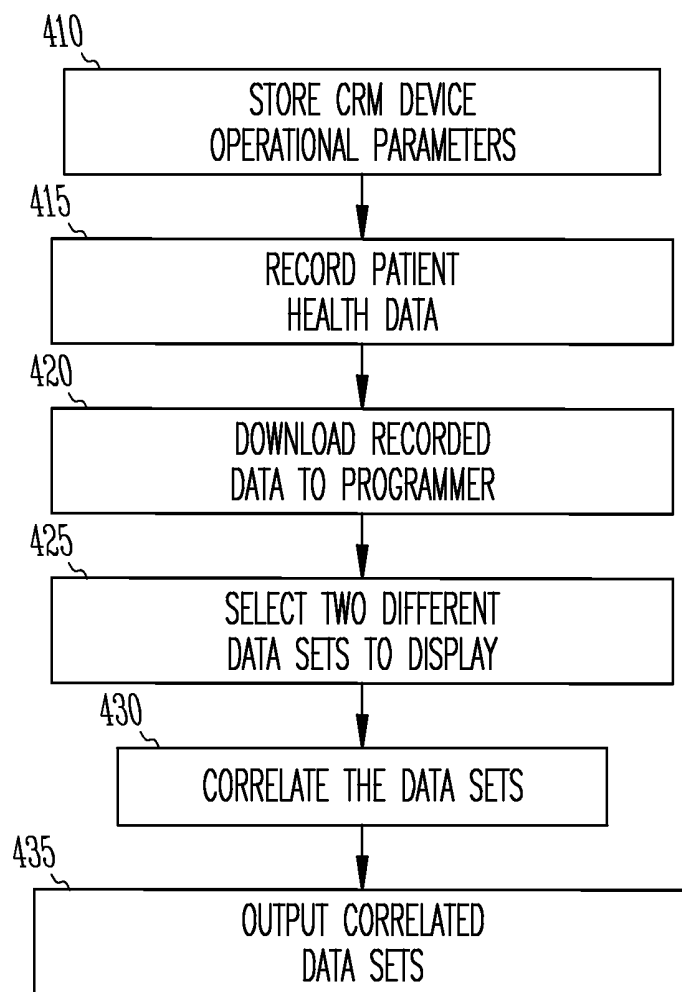 410
STORE CRM DEVICE
OPERATIONAL PARAMETERS
415
RECORD PATIENT
HEALTH DATA
420
DOWNLOAD RECORDED
DATA TO PROGRAMMER
425
SELECT TWO DIFFERENT
DATA SETS TO DISPLAY
430
CORRELATE THE DATA SETS
435
OUTPUT CORRELATED
DATA SETS